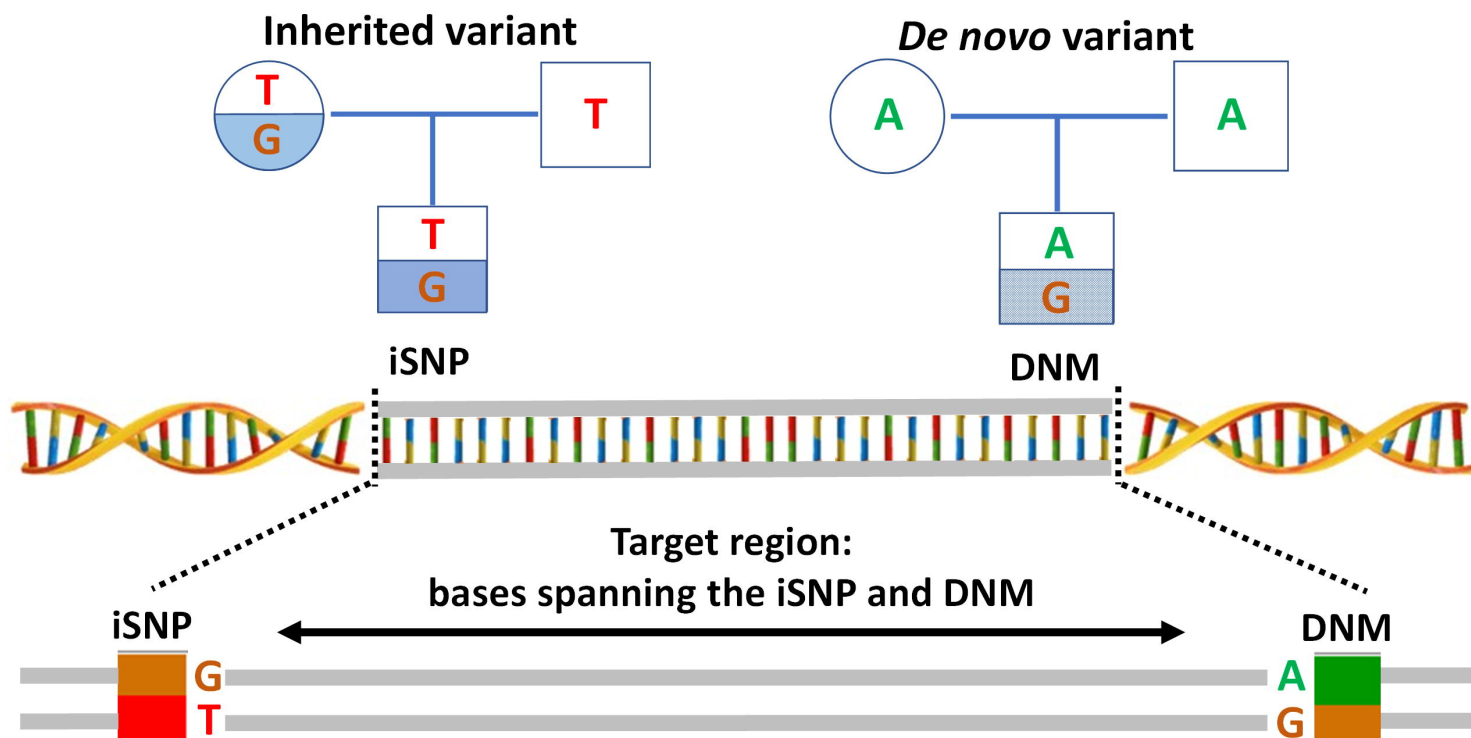 Inherited variant
De novo variant
T
G
T
A
A
T
G
A
G
iSNP
DNM
Target region:
bases spanning the iSNP and DNM
iSNP
DNM
G
A
T
G